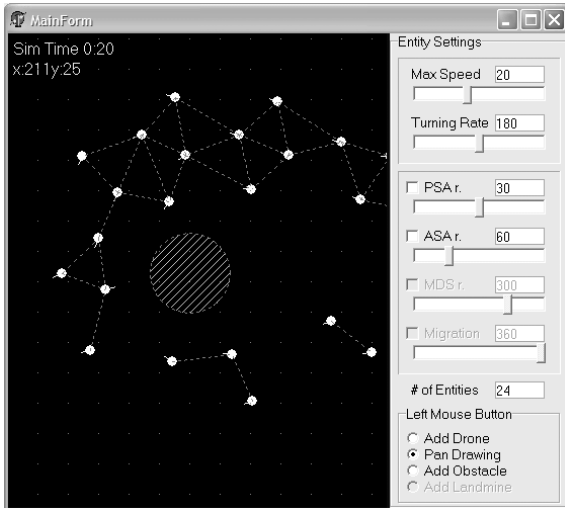 MainForm
Sim Time 0:20
x:211y:25
Entity Settings
Max Speed 20
Turning Rate 180
PSA r. 30
ASA r. 60
MDS r. 300
Migration 360
# of Entities 24
Left Mouse Button
Add Drone
Pan Drawing
Add Obstacle
Add Landmine